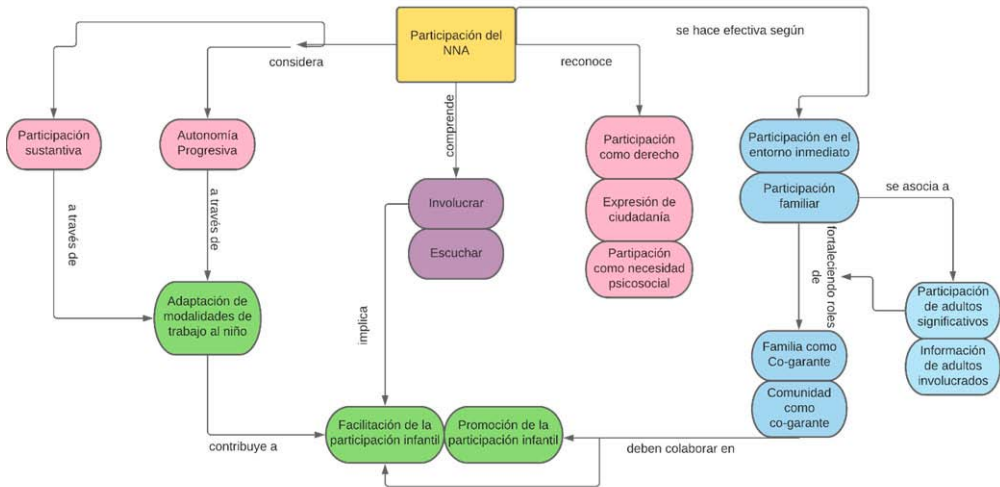 Participación del
NNA
se hace efectiva según
considera
reconoce
comprende
Participación
sustantiva
Autonomía
Progresiva
Participación
como derecho
Expresión de
ciudadanía
Partipación
como necesidad
psicosocial
Participación en el
entorno inmediato
Participación
familiar
se asocia a
a través de
a través de
Involucrar
Escuchar
fortaleciendo roles
de
Adaptación de
modalidades de
trabajo al niño
implica
Participación
de adultos
significativos
Información
de adultos
involucrados
Familia como
Co-garante
Comunidad
como
co-garante
Facilitación de la
participación infantil
Promoción de la
participación infantil
contribuye a
deben colaborar en